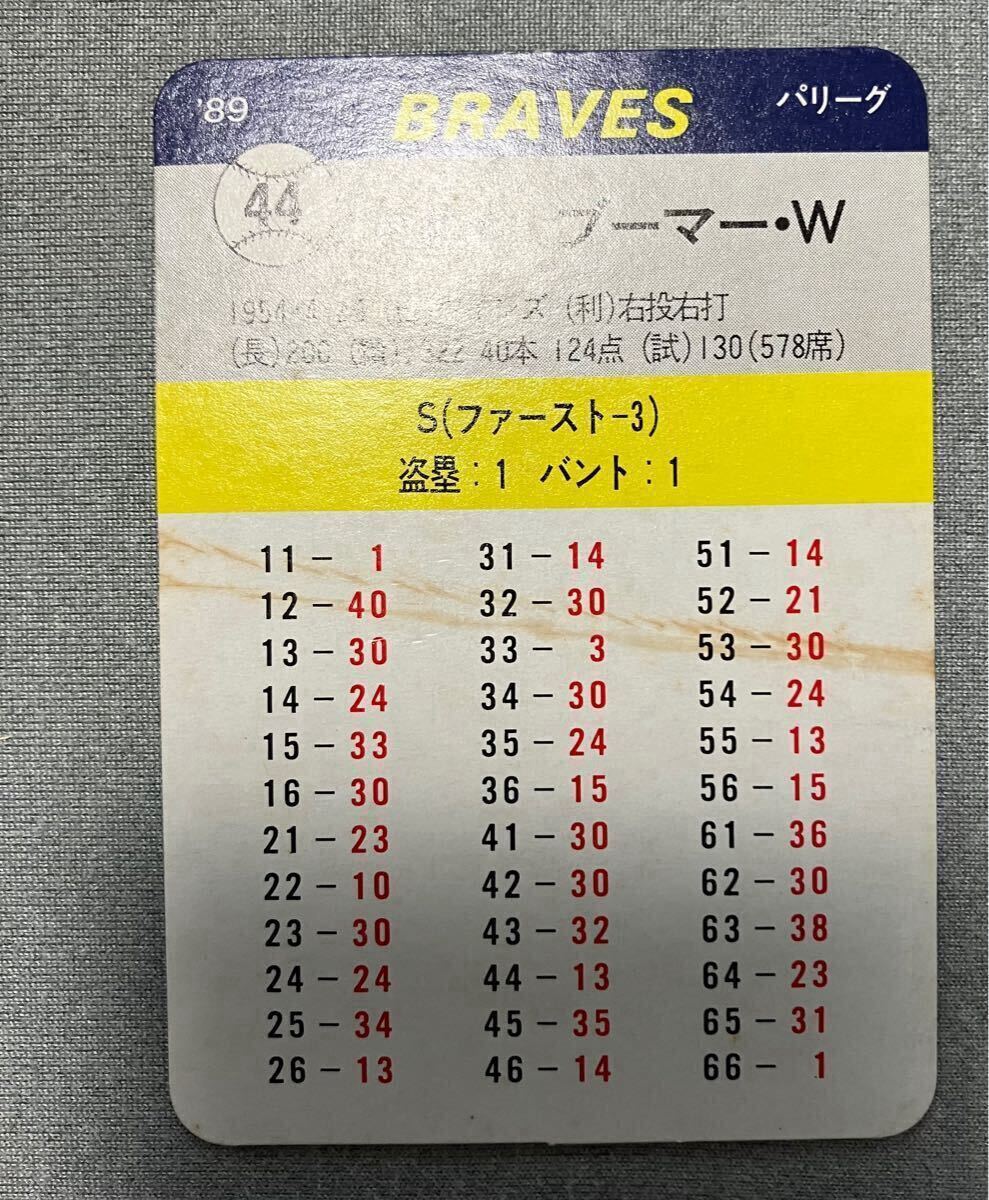 '89 BRAVES パリーグ
44 ブーマー・W
ズ (利)右投右打
(長) 322 40本 124点 (試)130(578席)
S(ファースト-3)
盗塁:1 バント:1
11- 1 31-14 51-14
12-40 32-30 52-21
13-30 33- 3 53-30
14-24 34-30 54-24
15-33 35-24 55-13
16-30 36-15 56-15
21-23 41-30 61-36
22-10 42-30 62-30
23-30 43-32 63-38
24-24 44-13 64-23
25-34 45-35 65-31
26-13 46-14 66- 1